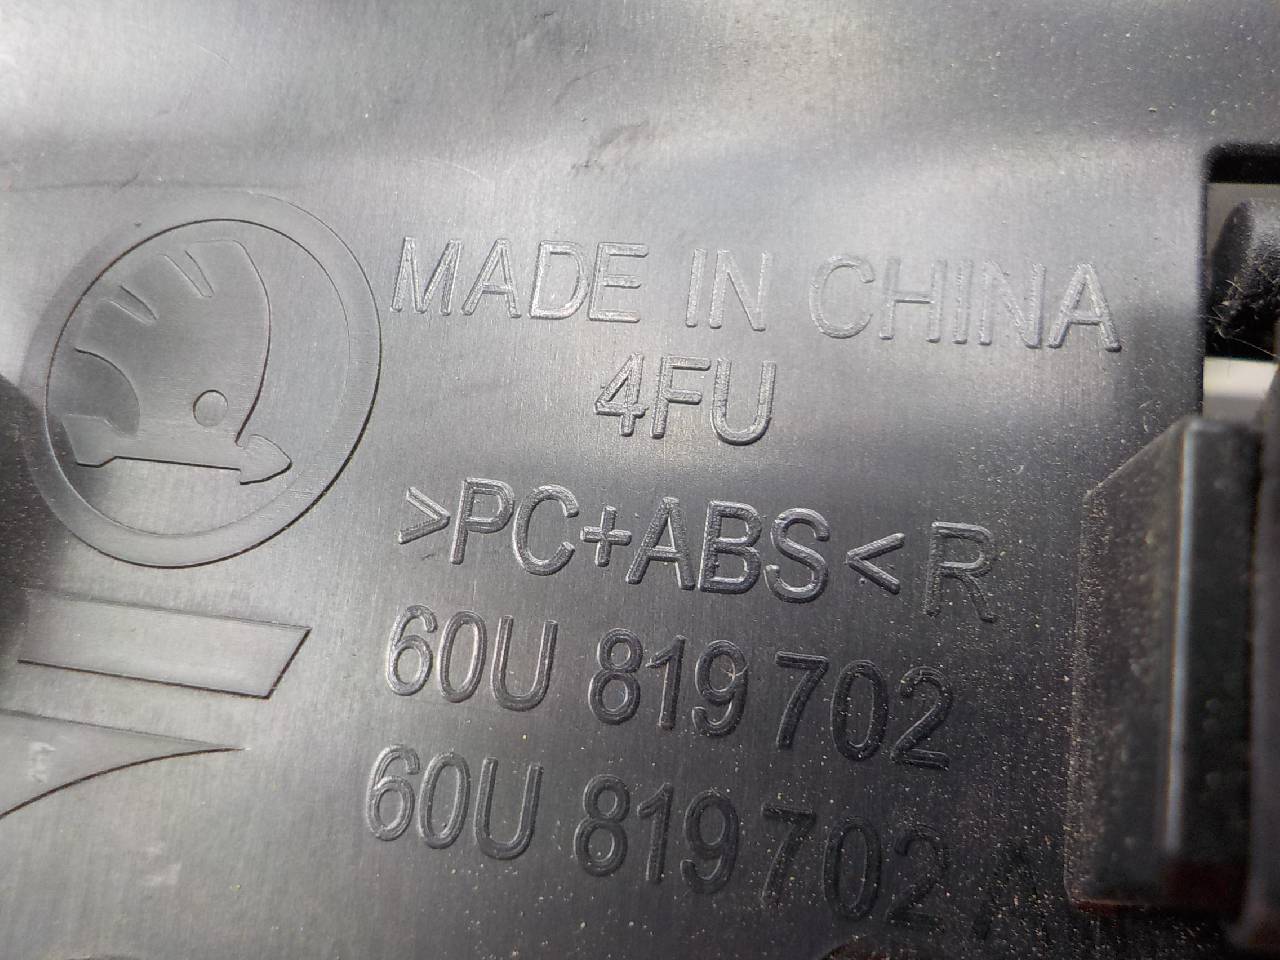 MADE IN CHINA
4FU
>PC+ABS< R
60U 819 702
60U 819 702 A